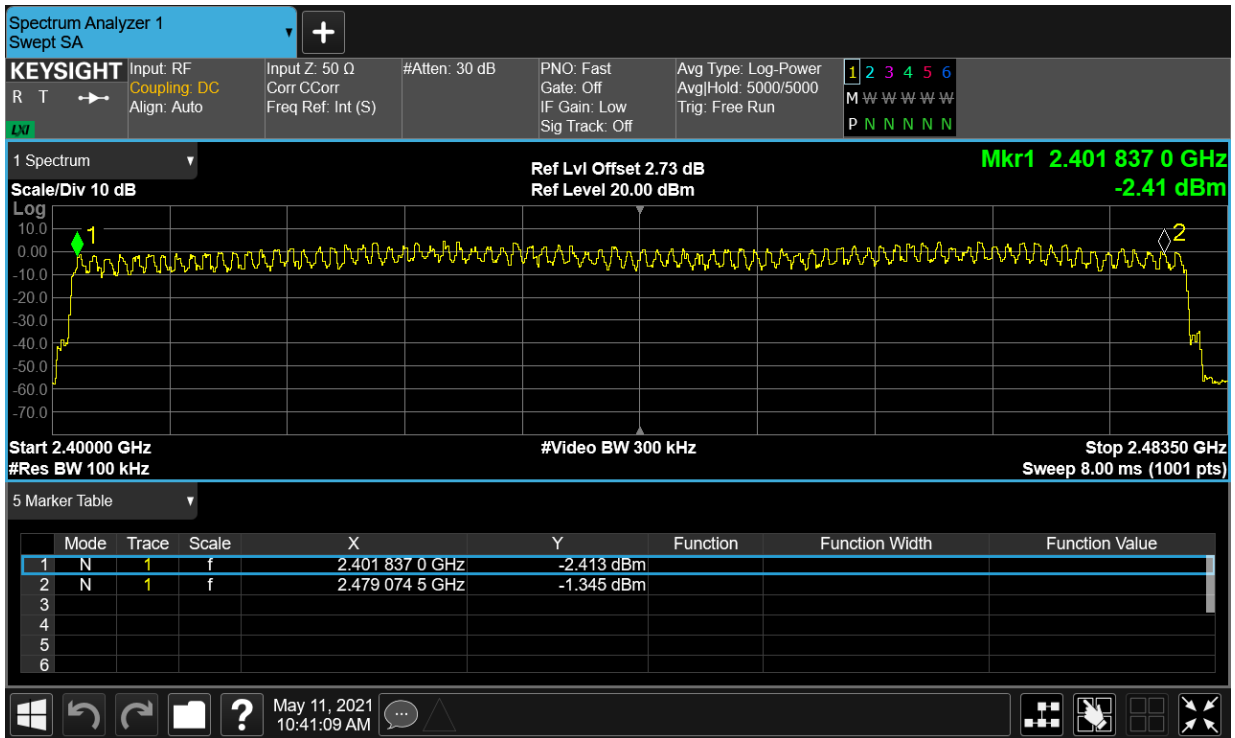 Spectrum Analyzer 1
Swept SA
KEYSIGHT
R T
LXI
Input: RF
Coupling: DC
Align: Auto
Input Z: 50 Ω
Corr CCorr
Freq Ref: Int (S)
#Atten: 30 dB
PNO: Fast
Gate: Off
IF Gain: Low
Sig Track: Off
Avg Type: Log-Power
Avg|Hold: 5000/5000
Trig: Free Run
1 2 3 4 5 6
M W W W W W
P N N N N N
1 Spectrum
Scale/Div 10 dB
Ref Lvl Offset 2.73 dB
Ref Level 20.00 dBm
Mkr1 2.401 837 0 GHz
-2.41 dBm
Log
10.0
0.00
-10.0
-20.0
-30.0
-40.0
-50.0
-60.0
-70.0
1
2
Start 2.40000 GHz
#Video BW 300 kHz
Stop 2.48350 GHz
#Res BW 100 kHz
Sweep 8.00 ms (1001 pts)
5 Marker Table
Mode Trace Scale X Y Function Function Width Function Value
1 N 1 f 2.401 837 0 GHz -2.413 dBm
2 N 1 f 2.479 074 5 GHz -1.345 dBm
3
4
5
6
?
May 11, 2021
10:41:09 AM